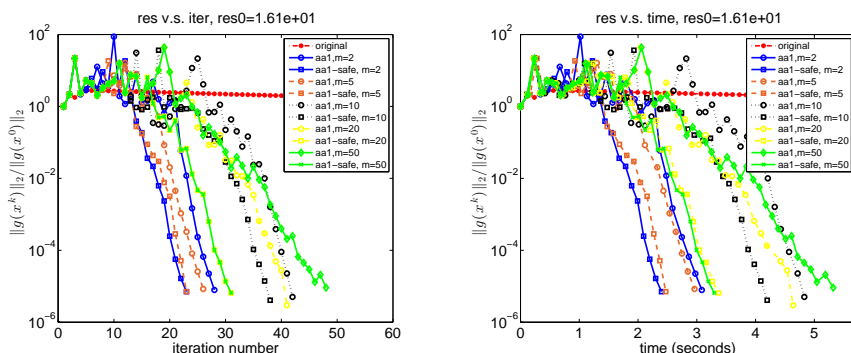 res v.s. iter, res0=1.61e+01
10^2
10^0
10^-2
10^-4
10^-6
‖g(x^k)‖_2/‖g(x^0)‖_2
0 10 20 30 40 50 60
iteration number
original
aa1,m=2
aa1-safe, m=2
aa1,m=5
aa1-safe, m=5
aa1,m=10
aa1-safe, m=10
aa1,m=20
aa1-safe, m=20
aa1,m=50
aa1-safe, m=50
res v.s. time, res0=1.61e+01
10^2
10^0
10^-2
10^-4
10^-6
‖g(x^k)‖_2/‖g(x^0)‖_2
0 1 2 3 4 5
time (seconds)
original
aa1,m=2
aa1-safe, m=2
aa1,m=5
aa1-safe, m=5
aa1,m=10
aa1-safe, m=10
aa1,m=20
aa1-safe, m=20
aa1,m=50
aa1-safe, m=50